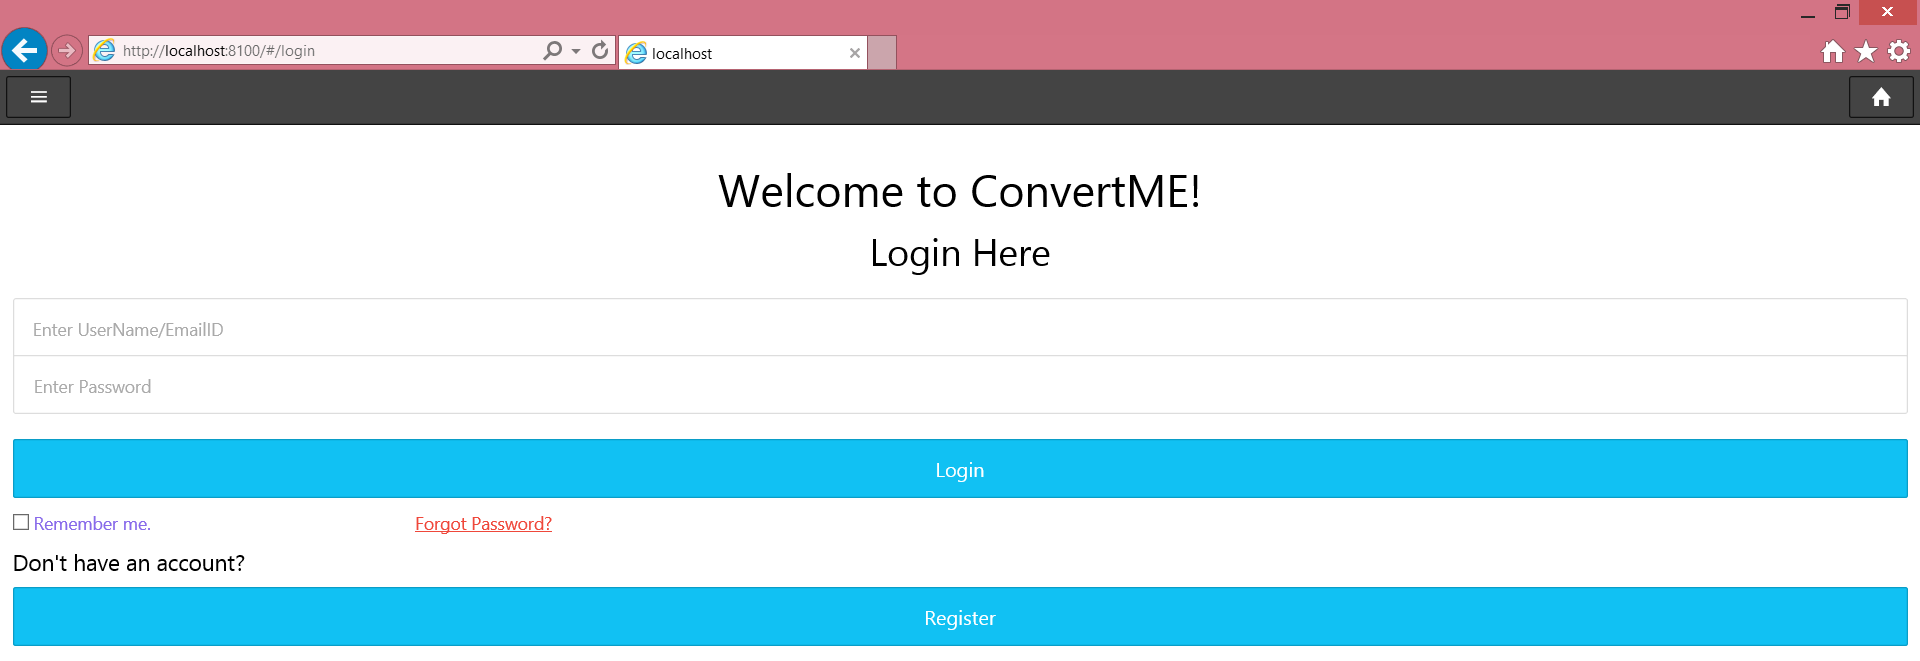 http://localhost:8100/#/login
localhost
Welcome to ConvertME!
Login Here
Enter UserName/EmailID
Enter Password
Login
Remember me. Forgot Password?
Don't have an account?
Register